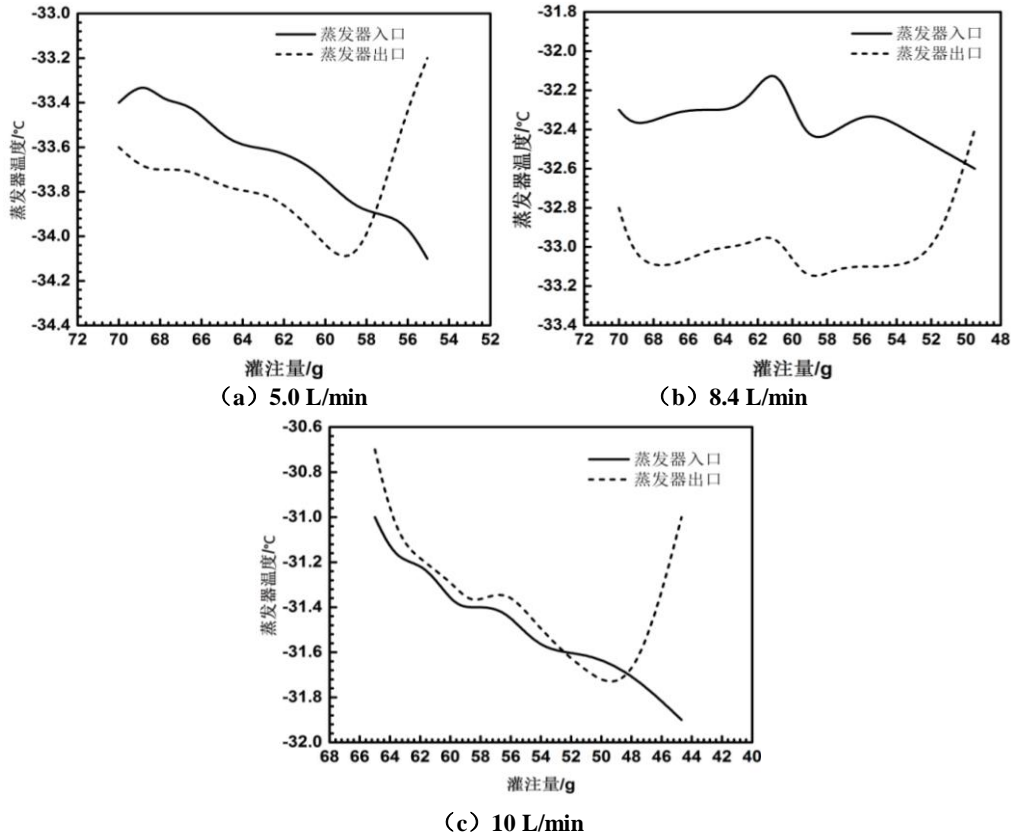 -33.0
-33.2
-33.4
-33.6
-33.8
-34.0
-34.2
-34.4
蒸发器温度/℃
蒸发器入口
蒸发器出口
72 70 68 66 64 62 60 58 56 54 52
灌注量/g
（a）5.0 L/min
-31.8
-32.0
-32.2
-32.4
-32.6
-32.8
-33.0
-33.2
-33.4
蒸发器温度/℃
蒸发器入口
蒸发器出口
72 70 68 66 64 62 60 58 56 54 52 50 48
灌注量/g
（b）8.4 L/min
-30.6
-30.8
-31.0
-31.2
-31.4
-31.6
-31.8
-32.0
蒸发器温度/℃
蒸发器入口
蒸发器出口
68 66 64 62 60 58 56 54 52 50 48 46 44 42 40
灌注量/g
（c）10 L/min